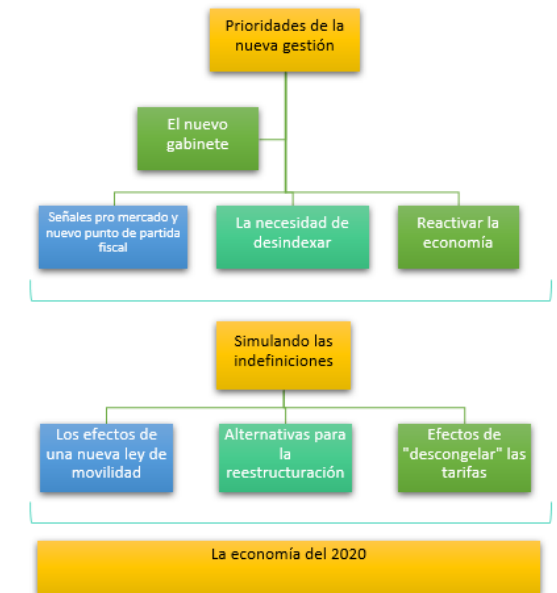 Prioridades de la
nueva gestión
El nuevo
gabinete
Señales pro mercado y
nuevo punto de partida
fiscal
La necesidad de
desindexar
Reactivar la
economía
Simulando las
indefiniciones
Los efectos de
una nueva ley de
movilidad
Alternativas para
la
reestructuración
Efectos de
"descongelar" las
tarifas
La economía del 2020